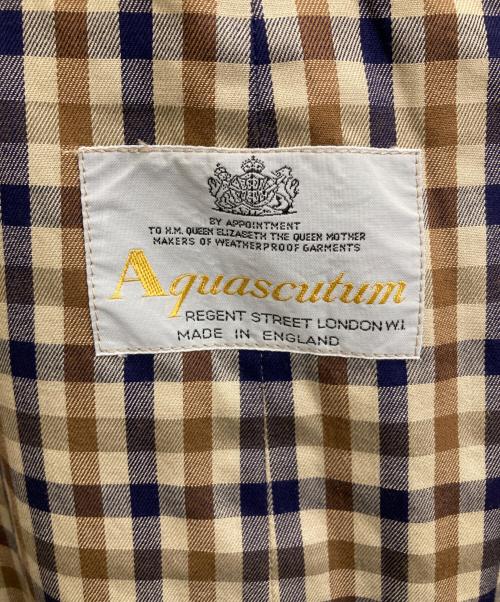 BY APPOINTMENT
TO H.M. QUEEN ELIZABETH THE QUEEN MOTHER
MAKERS OF WEATHERPROOF GARMENTS
Aquascutum
REGENT STREET LONDON W.I.
MADE IN ENGLAND